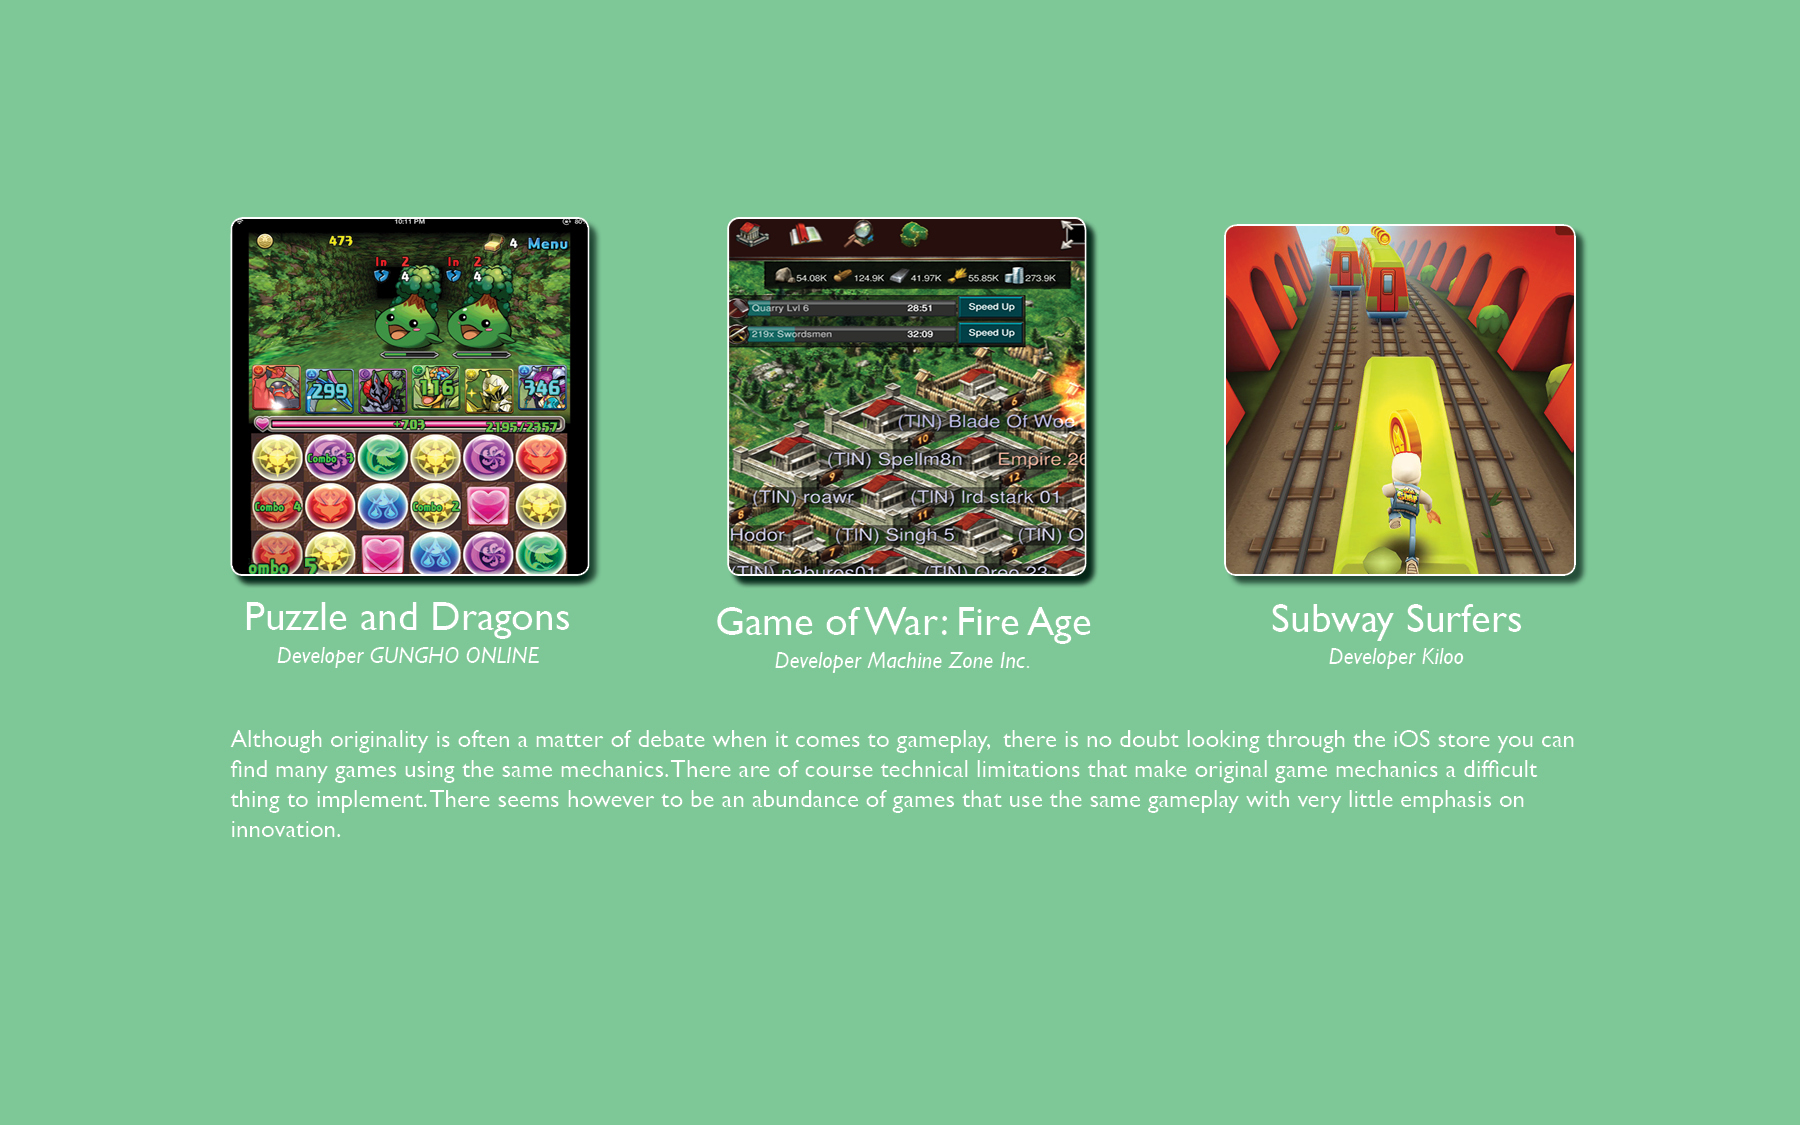 10:11 PM
473
4 Menu
In 2 In 2
4 4
299 116 346
+703 2195/2357
Combo 3
Combo 4 Combo 2
ombo 5
54.08K 124.9K 41.97K 55.85K 273.9K
Quarry Lvl 6 28:51 Speed Up
219x Swordsmen 32:09 Speed Up
6
(TIN) Blade Of Woe
10
(TIN) Spellm8n Empire.26
9 12
(TIN) roawr (TIN) lrd stark 01
8 11
Hodor (TIN) Singh 5 (TIN) O
7 9
(TIN) naburos01 (TIN) Oreo 23
Puzzle and Dragons
Developer GUNGHO ONLINE
Game of War: Fire Age
Developer Machine Zone Inc.
Subway Surfers
Developer Kiloo
Although originality is often a matter of debate when it comes to gameplay, there is no doubt looking through the iOS store you can
find many games using the same mechanics. There are of course technical limitations that make original game mechanics a difficult
thing to implement. There seems however to be an abundance of games that use the same gameplay with very little emphasis on
innovation.